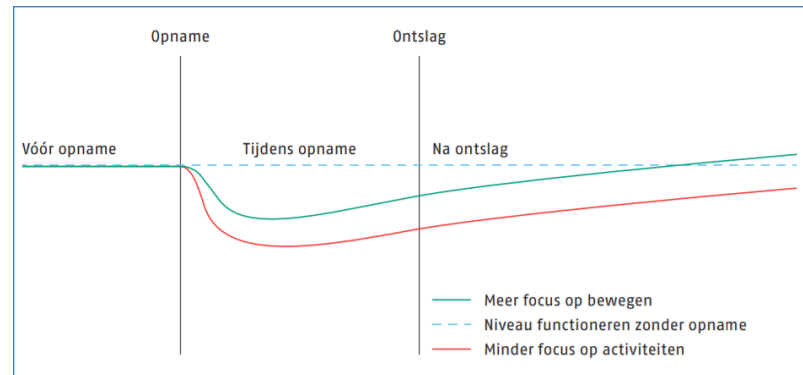 Opname
Ontslag
Vóór opname
Tijdens opname
Na ontslag
Meer focus op bewegen
Niveau functioneren zonder opname
Minder focus op activiteiten